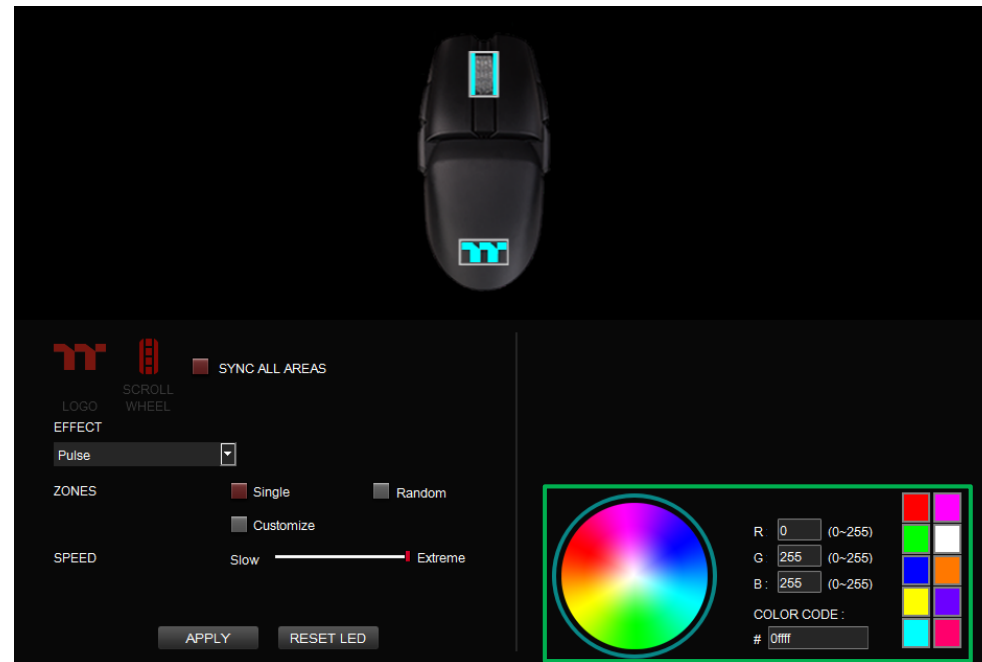 SYNC ALL AREAS
SCROLL
LOGO WHEEL
EFFECT
Pulse
ZONES Single Random
Customize
SPEED Slow Extreme
APPLY RESET LED
R 0 (0~255)
G 255 (0~255)
B : 255 (0~255)
COLOR CODE :
# 0ffff